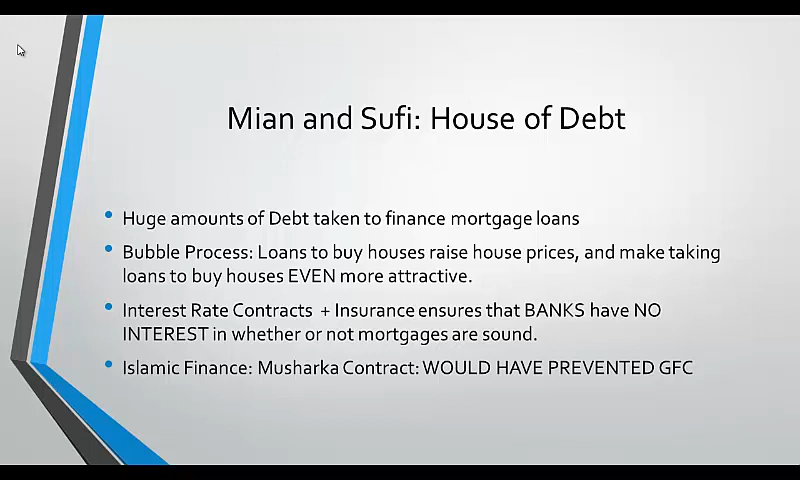 Mian and Sufi: House of Debt
Huge amounts of Debt taken to finance mortgage loans
Bubble Process: Loans to buy houses raise house prices, and make taking
loans to buy houses EVEN more attractive.
Interest Rate Contracts + Insurance ensures that BANKS have NO
INTEREST in whether or not mortgages are sound.
Islamic Finance: Musharka Contract: WOULD HAVE PREVENTED GFC